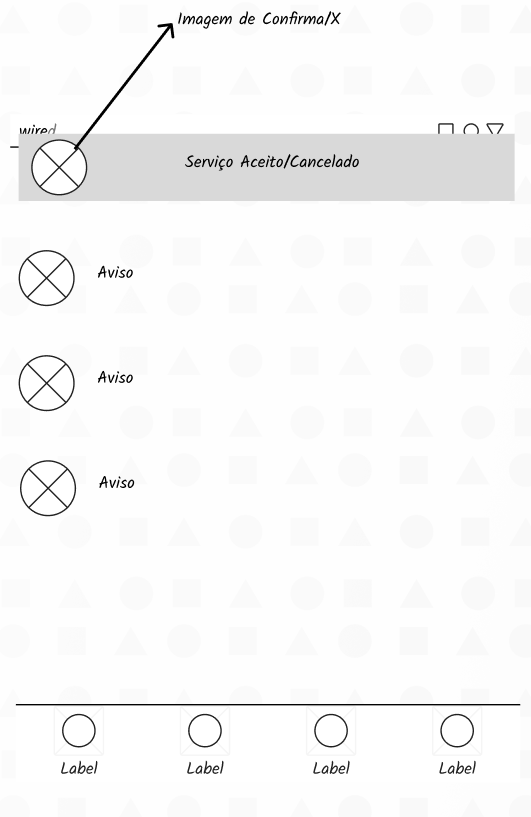 Imagem de Confirma/X
wired
Serviço Aceito/Cancelado
Aviso
Aviso
Aviso
Label Label Label Label